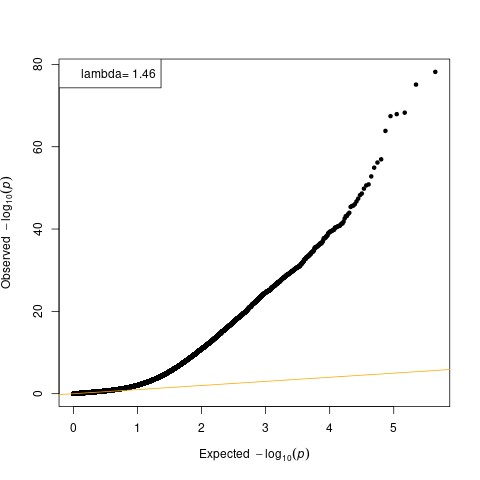 lambda= 1.46
80
60
40
20
0
Observed −log10(p)
0 1 2 3 4 5
Expected −log10(p)